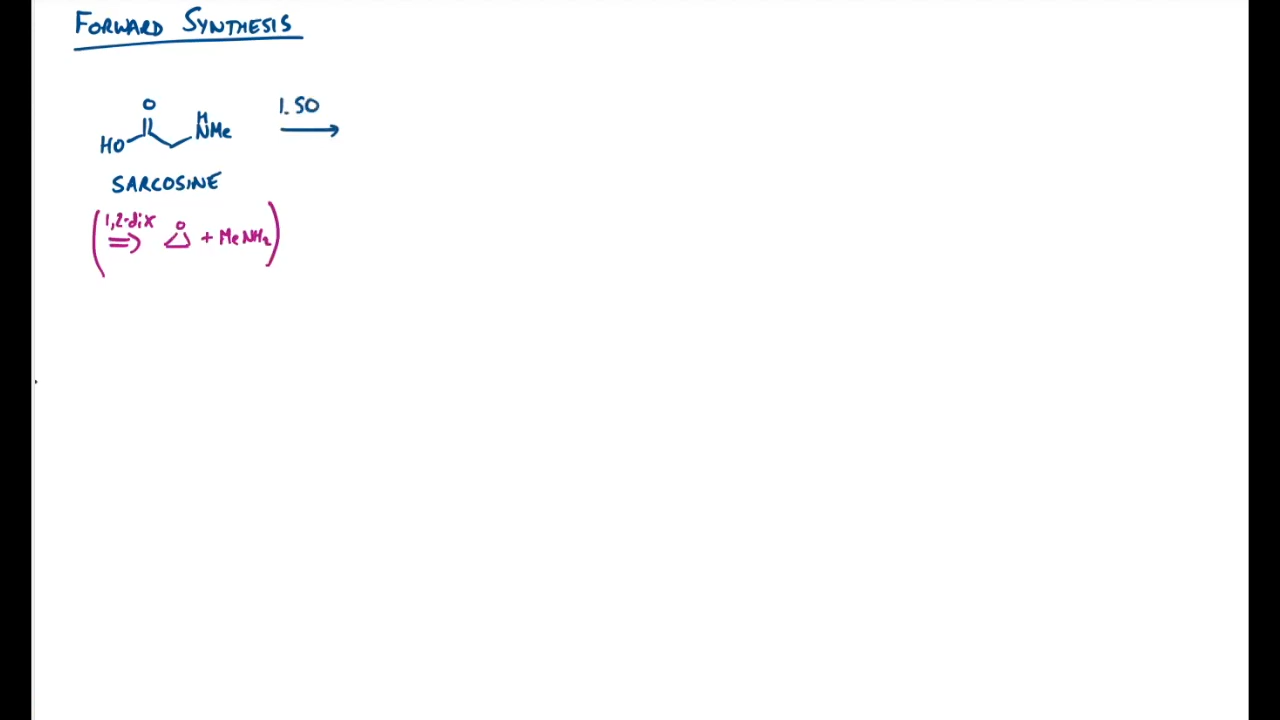 FORWARD SYNTHESIS
O
1. SO
HO
H
NMe
SARCOSINE
1,2-diX
O
+ MeNH2